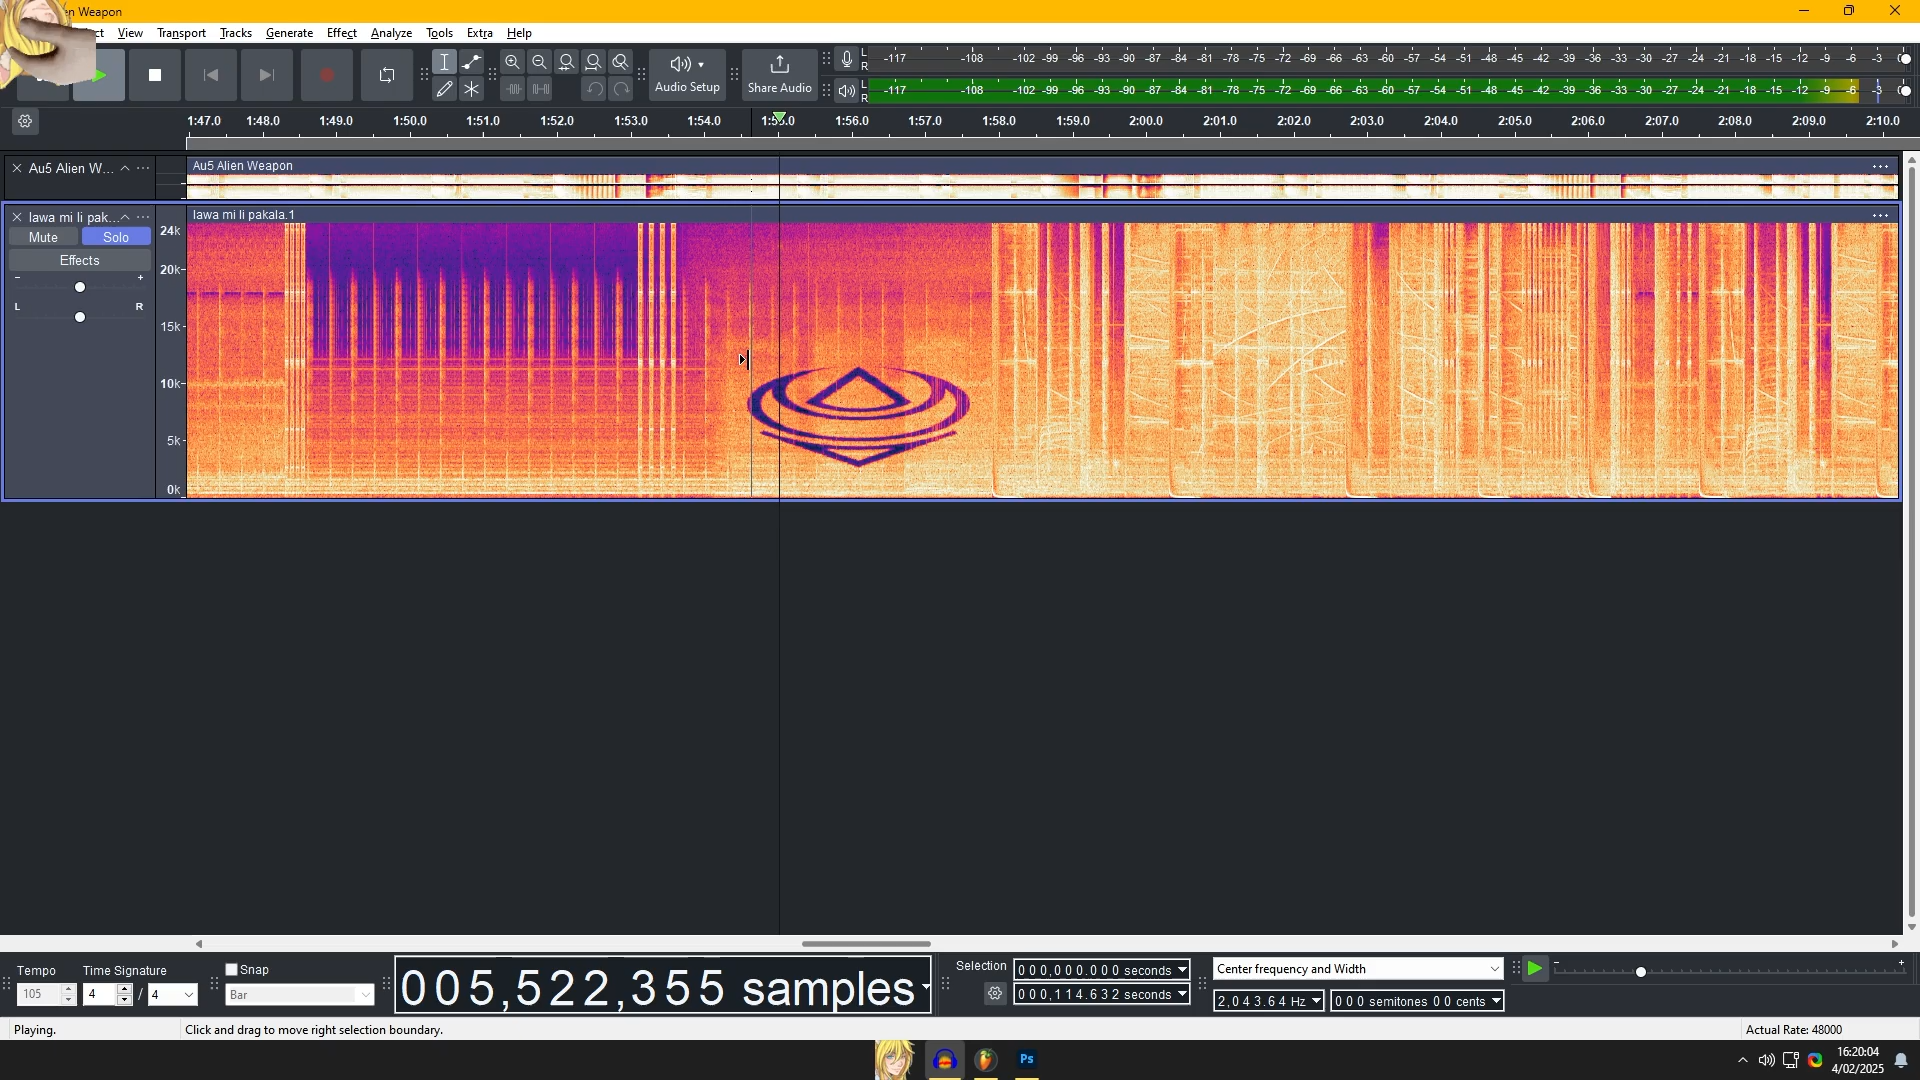 en Weapon
ct View Transport Tracks Generate Effect Analyze Tools Extra Help
Audio Setup
Share Audio
L
R
-117 -108 -102 -99 -96 -93 -90 -87 -84 -81 -78 -75 -72 -69 -66 -63 -60 -57 -54 -51 -48 -45 -42 -39 -36 -33 -30 -27 -24 -21 -18 -15 -12 -9 -6 -3 0
L
R
-117 -108 -102 -99 -96 -93 -90 -87 -84 -81 -78 -75 -72 -69 -66 -63 -60 -57 -54 -51 -48 -45 -42 -39 -36 -33 -30 -27 -24 -21 -18 -15 -12 -9 -6 -3 0
1:47.0 1:48.0 1:49.0 1:50.0 1:51.0 1:52.0 1:53.0 1:54.0 1:55.0 1:56.0 1:57.0 1:58.0 1:59.0 2:00.0 2:01.0 2:02.0 2:03.0 2:04.0 2:05.0 2:06.0 2:07.0 2:08.0 2:09.0 2:10.0
Au5 Alien W...
Au5 Alien Weapon
lawa mi li pak...
lawa mi li pakala.1
Mute Solo
Effects
- +
L R
24k
20k-
15k-
10k-
5k-
0k
Tempo
105
Time Signature
4 / 4
Snap
Bar
005,522,355 samples
Selection
000,000.000 seconds
000,114.632 seconds
Center frequency and Width
2,043.64 Hz
000 semitones 00 cents
- +
Playing.
Click and drag to move right selection boundary.
Actual Rate: 48000
Ps
16:20:04
4/02/2025